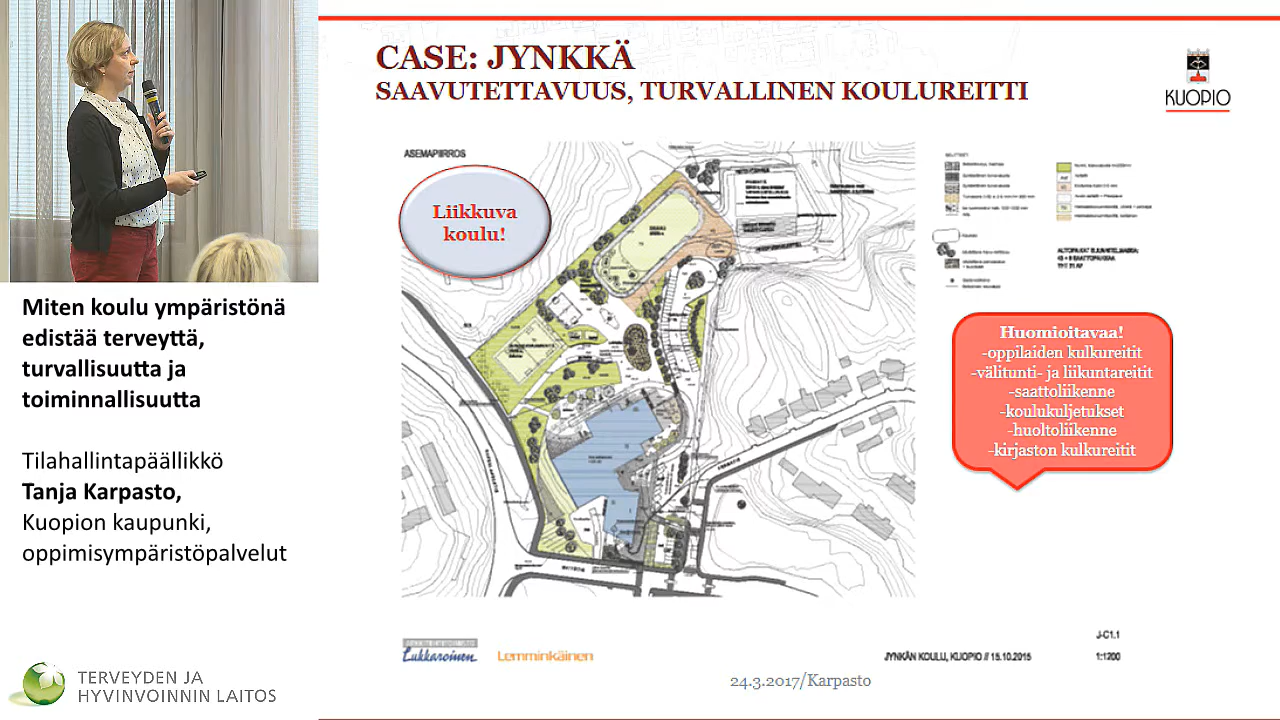 CASE: JYNKKÄ
SAAVUTETTAVUUS, TURVALLINEN KOULUREITTI
KUOPIO
ASEMAPIIRROS
Liikkuva
koulu!
Huomioitavaa!
-oppilaiden kulkureitit
-välitunti- ja liikuntareitit
-saattoliikenne
-koulukuljetukset
-huoltoliikenne
-kirjaston kulkureitit
Miten koulu ympäristönä
edistää terveyttä,
turvallisuutta ja
toiminnallisuutta
Tilahallintapäällikkö
Tanja Karpasto,
Kuopion kaupunki,
oppimisympäristöpalvelut
TERVEYDEN JA
HYVINVOINNIN LAITOS
Lukkaroinen
Lemminkäinen
J-C1.1
JYNKÄN KOULU, KUOPIO // 15.10.2015
1:1200
24.3.2017/Karpasto